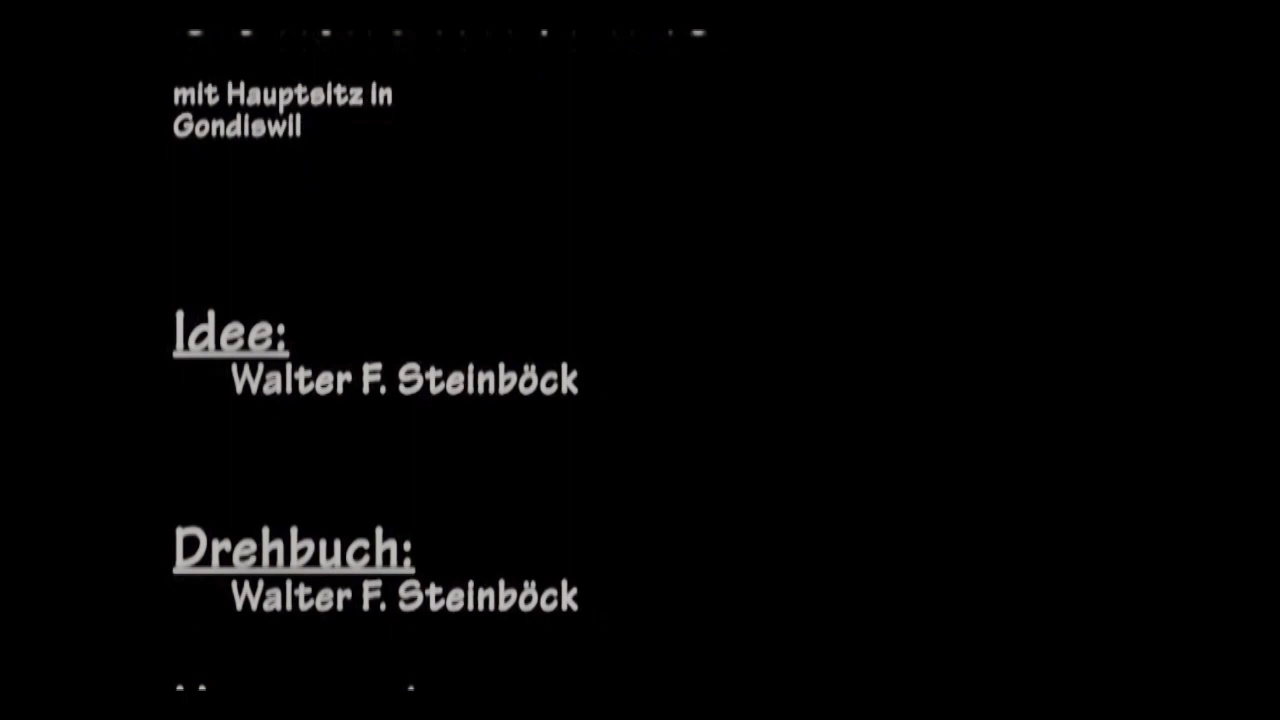 mit Hauptsitz in
Gondiswil
Idee:
Walter F. Steinböck
Drehbuch:
Walter F. Steinböck